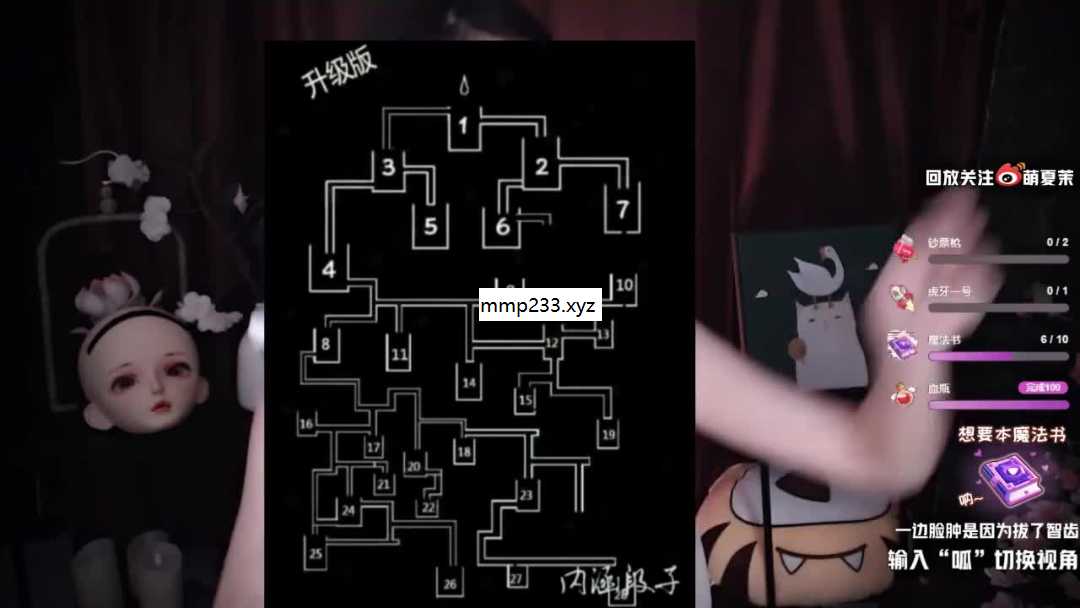 升级版
1
3
2
5
6
7
4
10
mmp233.xyz
8
11
12
13
14
15
16
17
18
19
20
21
22
23
24
25
26
27
28
内涵段子
回放关注 萌夏茉
钞票枪 0/2
虎牙一号 0/1
魔法书 6/10
血瓶 完成100
想要本魔法书
呐~
一边脸肿是因为拔了智齿
输入“呱”切换视角